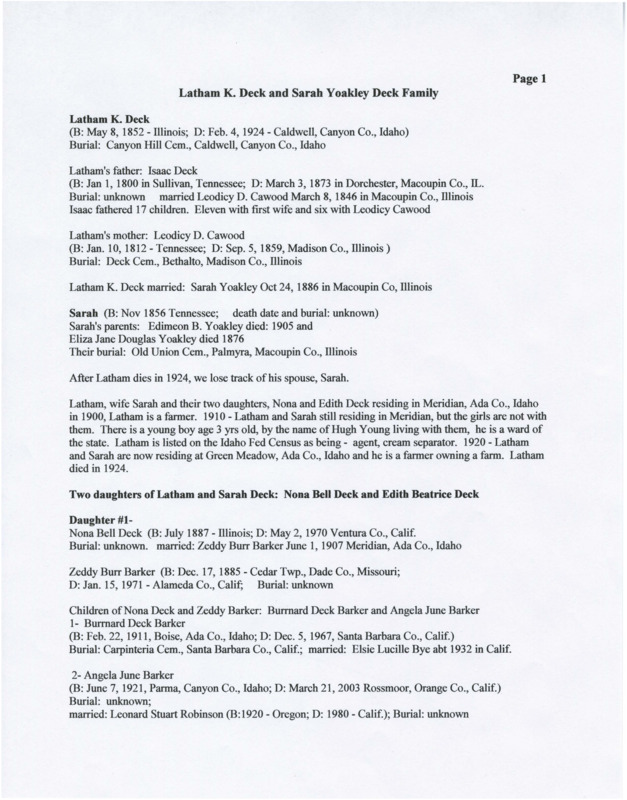 Page 1
Latham K. Deck and Sarah Yoakley Deck Family
Latham K. Deck
(B: May 8, 1852 - Illinois; D: Feb. 4, 1924 - Caldwell, Canyon Co., Idaho)
Burial: Canyon Hill Cem., Caldwell, Canyon Co., Idaho
Latham's father: Isaac Deck
(B: Jan 1, 1800 in Sullivan, Tennessee; D: March 3, 1873 in Dorchester, Macoupin Co., IL.
Burial: unknown married Leodicy D. Cawood March 8, 1846 in Macoupin Co., Illinois
Isaac fathered 17 children. Eleven with first wife and six with Leodicy Cawood
Latham's mother: Leodicy D. Cawood
(B: Jan. 10, 1812 - Tennessee; D: Sep. 5, 1859, Madison Co., Illinois )
Burial: Deck Cem., Bethalto, Madison Co., Illinois
Latham K. Deck married: Sarah Yoakley Oct 24, 1886 in Macoupin Co, Illinois
Sarah (B: Nov 1856 Tennessee; death date and burial: unknown)
Sarah's parents: Edimeon B. Yoakley died: 1905 and
Eliza Jane Douglas Yoakley died 1876
Their burial: Old Union Cem., Palmyra, Macoupin Co., Illinois
After Latham dies in 1924, we lose track of his spouse, Sarah.
Latham, wife Sarah and their two daughters, Nona and Edith Deck residing in Meridian, Ada Co., Idaho
in 1900, Latham is a farmer. 1910 - Latham and Sarah still residing in Meridian, but the girls are not with
them. There is a young boy age 3 yrs old, by the name of Hugh Young living with them, he is a ward of
the state. Latham is listed on the Idaho Fed Census as being - agent, cream separator. 1920 - Latham
and Sarah are now residing at Green Meadow, Ada Co., Idaho and he is a farmer owning a farm. Latham
died in 1924.
Two daughters of Latham and Sarah Deck: Nona Bell Deck and Edith Beatrice Deck
Daughter #1-
Nona Bell Deck (B: July 1887 - Illinois; D: May 2, 1970 Ventura Co., Calif.
Burial: unknown. married: Zeddy Burr Barker June 1, 1907 Meridian, Ada Co., Idaho
Zeddy Burr Barker (B: Dec. 17, 1885 - Cedar Twp., Dade Co., Missouri;
D: Jan. 15, 1971 - Alameda Co., Calif; Burial: unknown)
Children of Nona Deck and Zeddy Barker: Burrnard Deck Barker and Angela June Barker
1- Burrnard Deck Barker
(B: Feb. 22, 1911, Boise, Ada Co., Idaho; D: Dec. 5, 1967, Santa Barbara Co., Calif.)
Burial: Carpinteria Cem., Santa Barbara Co., Calif.; married: Elsie Lucille Bye abt 1932 in Calif.
2- Angela June Barker
(B: June 7, 1921, Parma, Canyon Co., Idaho; D: March 21, 2003 Rossmoor, Orange Co., Calif.)
Burial: unknown;
married: Leonard Stuart Robinson (B:1920 - Oregon; D: 1980 - Calif.); Burial: unknown